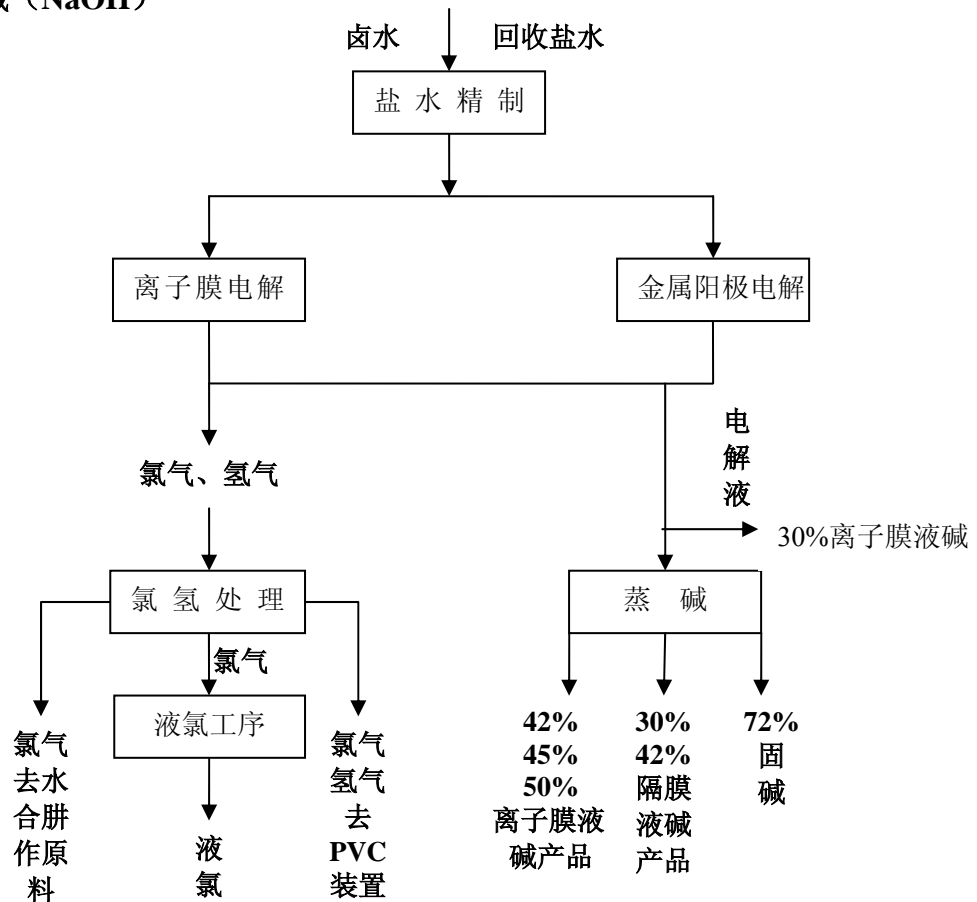 （NaOH）
卤水
回收盐水
盐 水 精 制
离子膜电解
金属阳极电解
电
解
液
氯气、氢气
30%离子膜液碱
氯 氢 处 理
蒸 碱
氯气
液氯工序
氯气
去水
合肼
作原
料
液
氯
氯气
氢气
去
PVC
装置
42%
45%
50%
离子膜液
碱产品
30%
42%
隔膜
液碱
产品
72%
固
碱